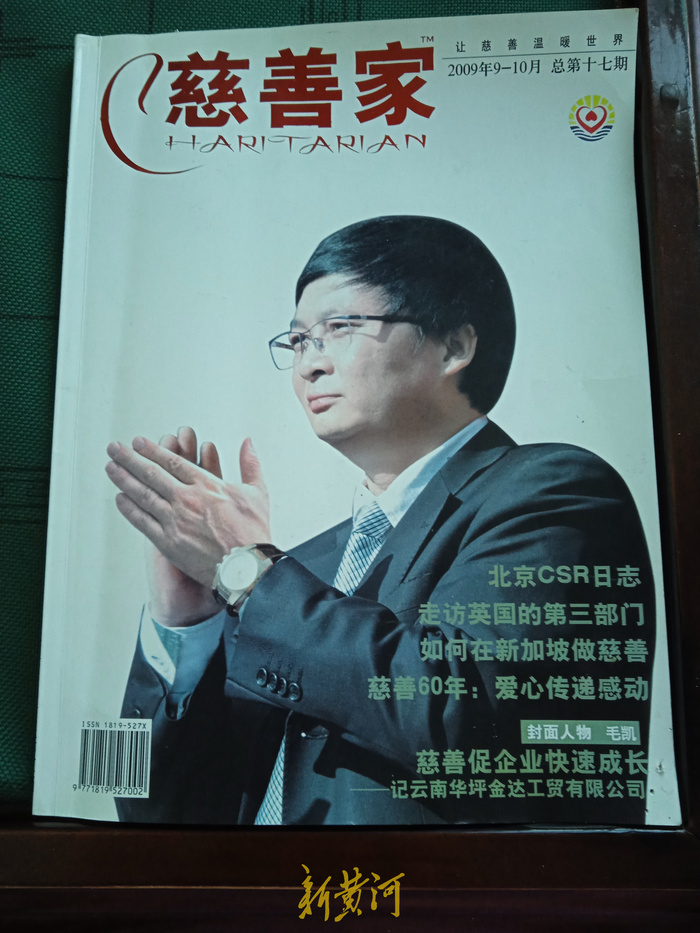 慈善家™
CHARITARIAN
让慈善温暖世界
2009年9-10月 总第十七期
北京CSR日志
走访英国的第三部门
如何在新加坡做慈善
慈善60年：爱心传递感动
封面人物 毛凯
慈善促企业快速成长
——记云南华坪金达工贸有限公司
ISSN 1819-527X
9 771819 527002
新黄河